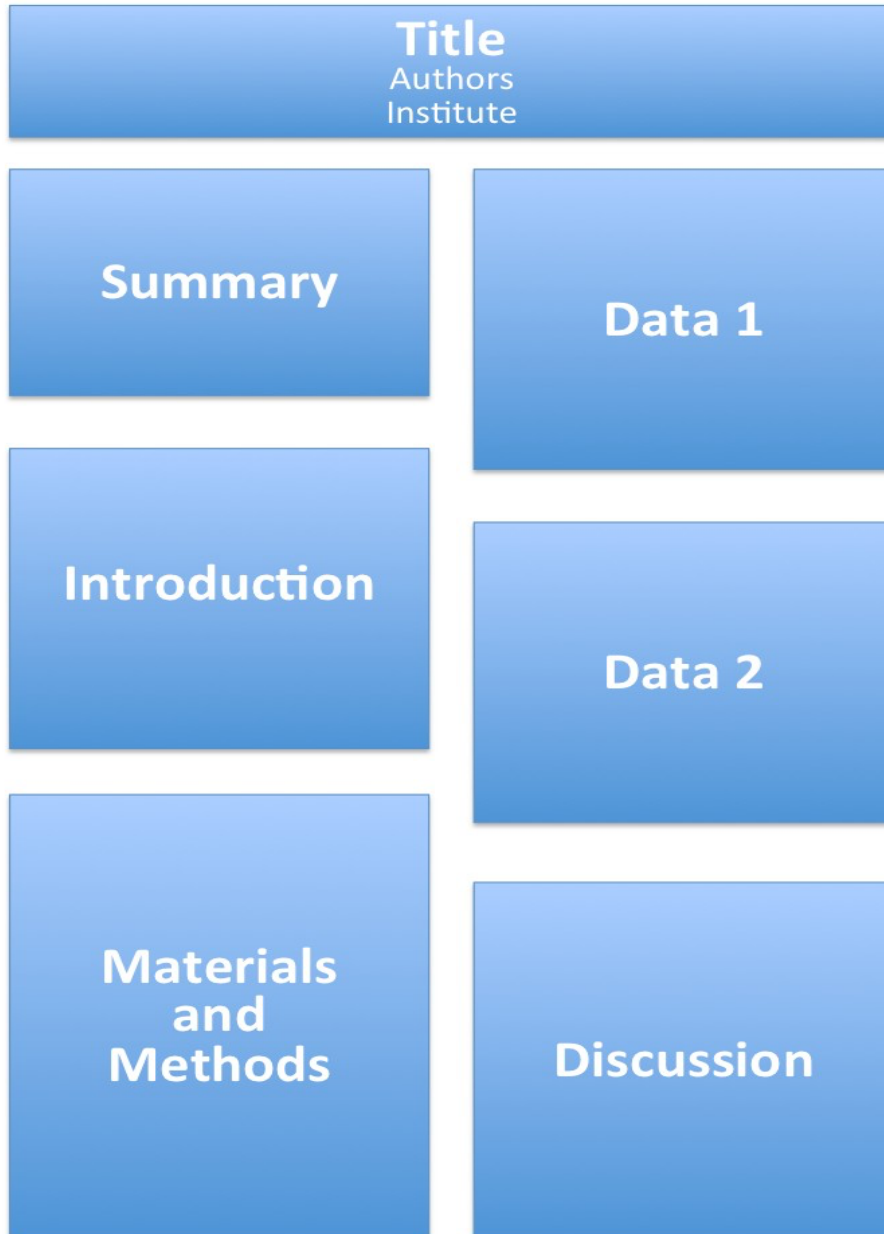 Title
Authors
Institute
Summary
Introduction
Materials
and
Methods
Data 1
Data 2
Discussion